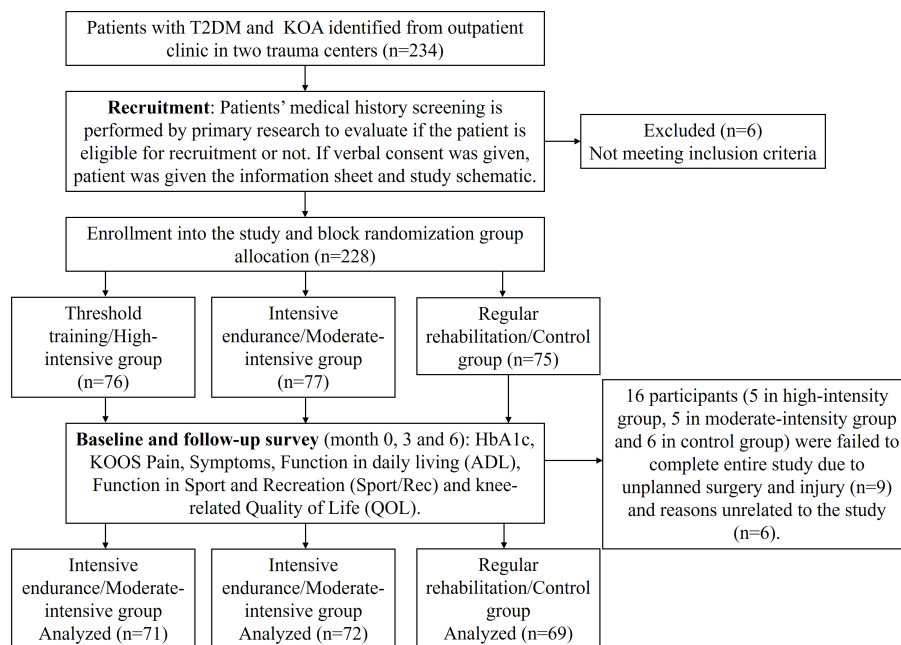 Patients with T2DM and KOA identified from outpatient
clinic in two trauma centers (n=234)
Recruitment: Patients' medical history screening is
performed by primary research to evaluate if the patient is
eligible for recruitment or not. If verbal consent was given,
patient was given the information sheet and study schematic.
Excluded (n=6)
Not meeting inclusion criteria
Enrollment into the study and block randomization group
allocation (n=228)
Threshold
training/High-
intensive group
(n=76)
Intensive
endurance/Moderate-
intensive group
(n=77)
Regular
rehabilitation/Control
group (n=75)
16 participants (5 in high-intensity
group, 5 in moderate-intensity group
and 6 in control group) were failed to
complete entire study due to
unplanned surgery and injury (n=9)
and reasons unrelated to the study
(n=6).
Baseline and follow-up survey (month 0, 3 and 6): HbA1c,
KOOS Pain, Symptoms, Function in daily living (ADL),
Function in Sport and Recreation (Sport/Rec) and knee-
related Quality of Life (QOL).
Intensive
endurance/Moderate-
intensive group
Analyzed (n=71)
Intensive
endurance/Moderate-
intensive group
Analyzed (n=72)
Regular
rehabilitation/Control
group
Analyzed (n=69)